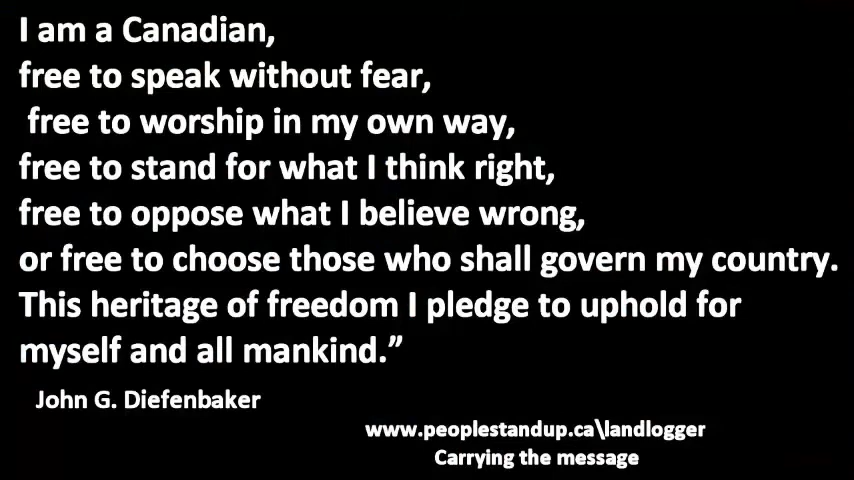 I am a Canadian,
free to speak without fear,
free to worship in my own way,
free to stand for what I think right,
free to oppose what I believe wrong,
or free to choose those who shall govern my country.
This heritage of freedom I pledge to uphold for
myself and all mankind.”
John G. Diefenbaker
www.peoplestandup.ca\landlogger
Carrying the message